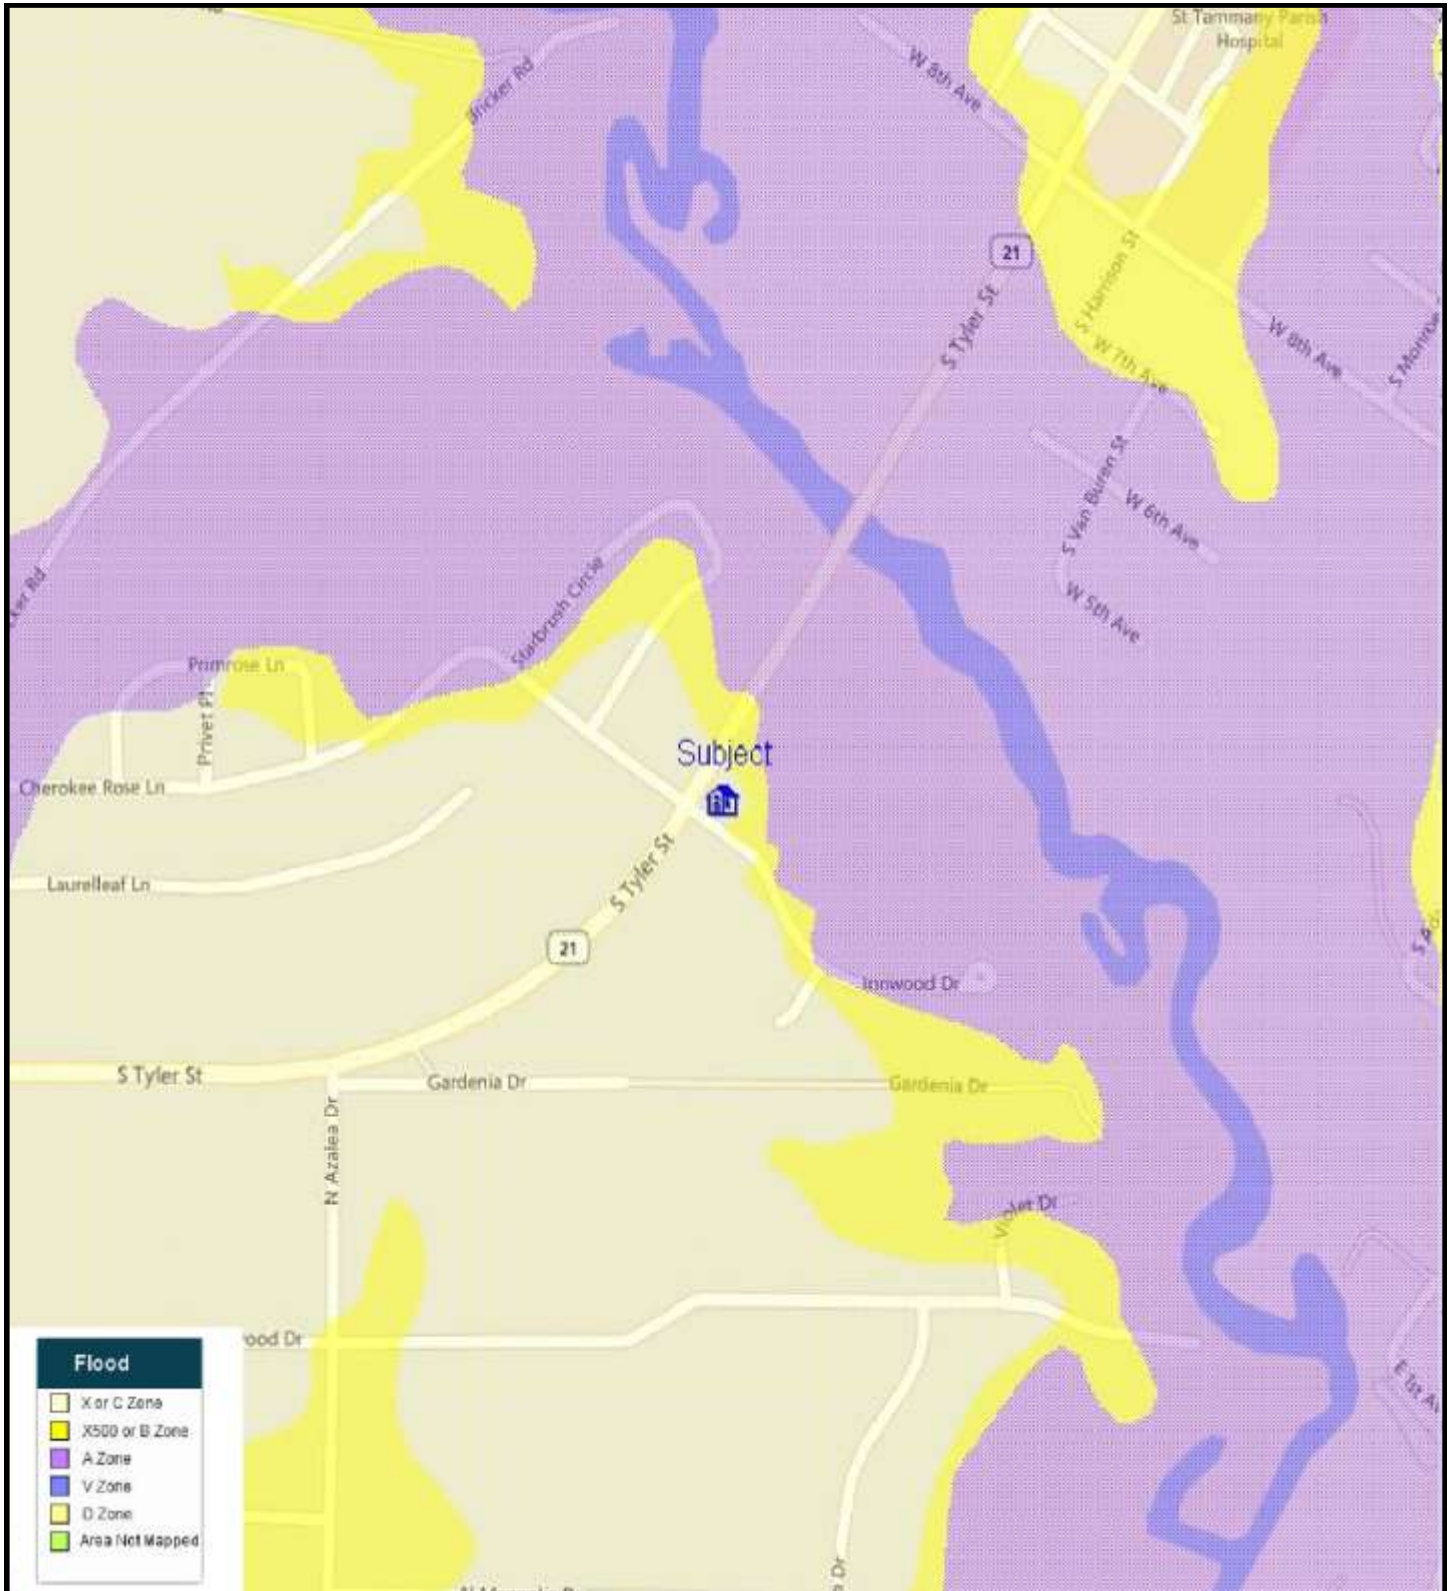 St Tammany Parish
Hospital
Bricker Rd
W 8th Ave
21
S Harrison St
S Tyler St
W 8th Ave
W 7th Ave
S Monroe
S Van Buren St
W 6th Ave
Starbrush Circle
W 5th Ave
Primrose Ln
Privet Pl
Subject
Cherokee Rose Ln
S Tyler St
Laurelleaf Ln
21
Innwood Dr
S Tyler St
Gardenia Dr
Gardenia Dr
N Azalea Dr
Violet Dr
ood Dr
Flood
X or C Zone
X500 or B Zone
A Zone
V Zone
D Zone
Area Not Mapped
E 1st Av